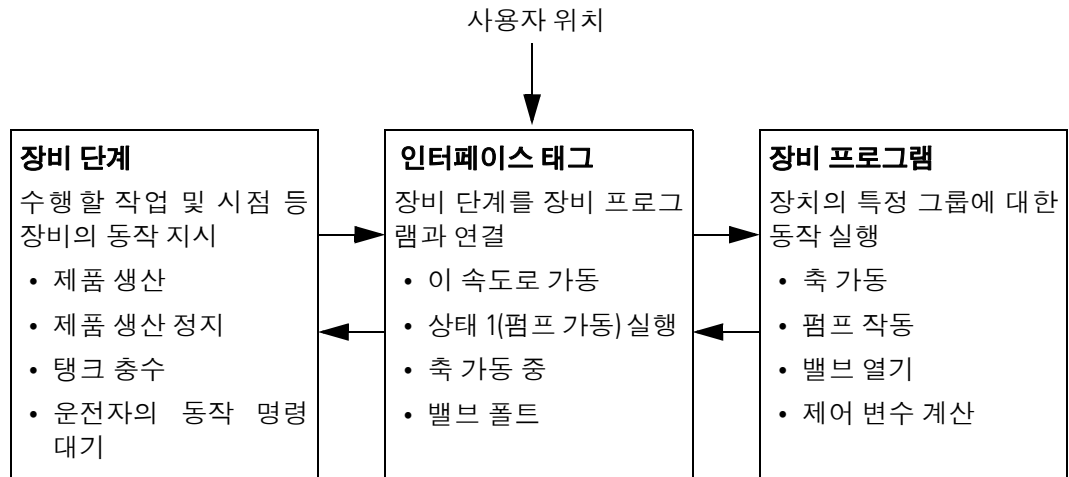 사용자 위치
장비 단계
수행할 작업 및 시점 등
장비의 동작 지시
• 제품 생산
• 제품 생산 정지
• 탱크 충수
• 운전자의 동작 명령
대기
인터페이스 태그
장비 단계를 장비 프로그
램과 연결
• 이 속도로 가동
• 상태 1(펌프 가동) 실행
• 축 가동 중
• 밸브 폴트
장비 프로그램
장치의 특정 그룹에 대한
동작 실행
• 축 가동
• 펌프 작동
• 밸브 열기
• 제어 변수 계산